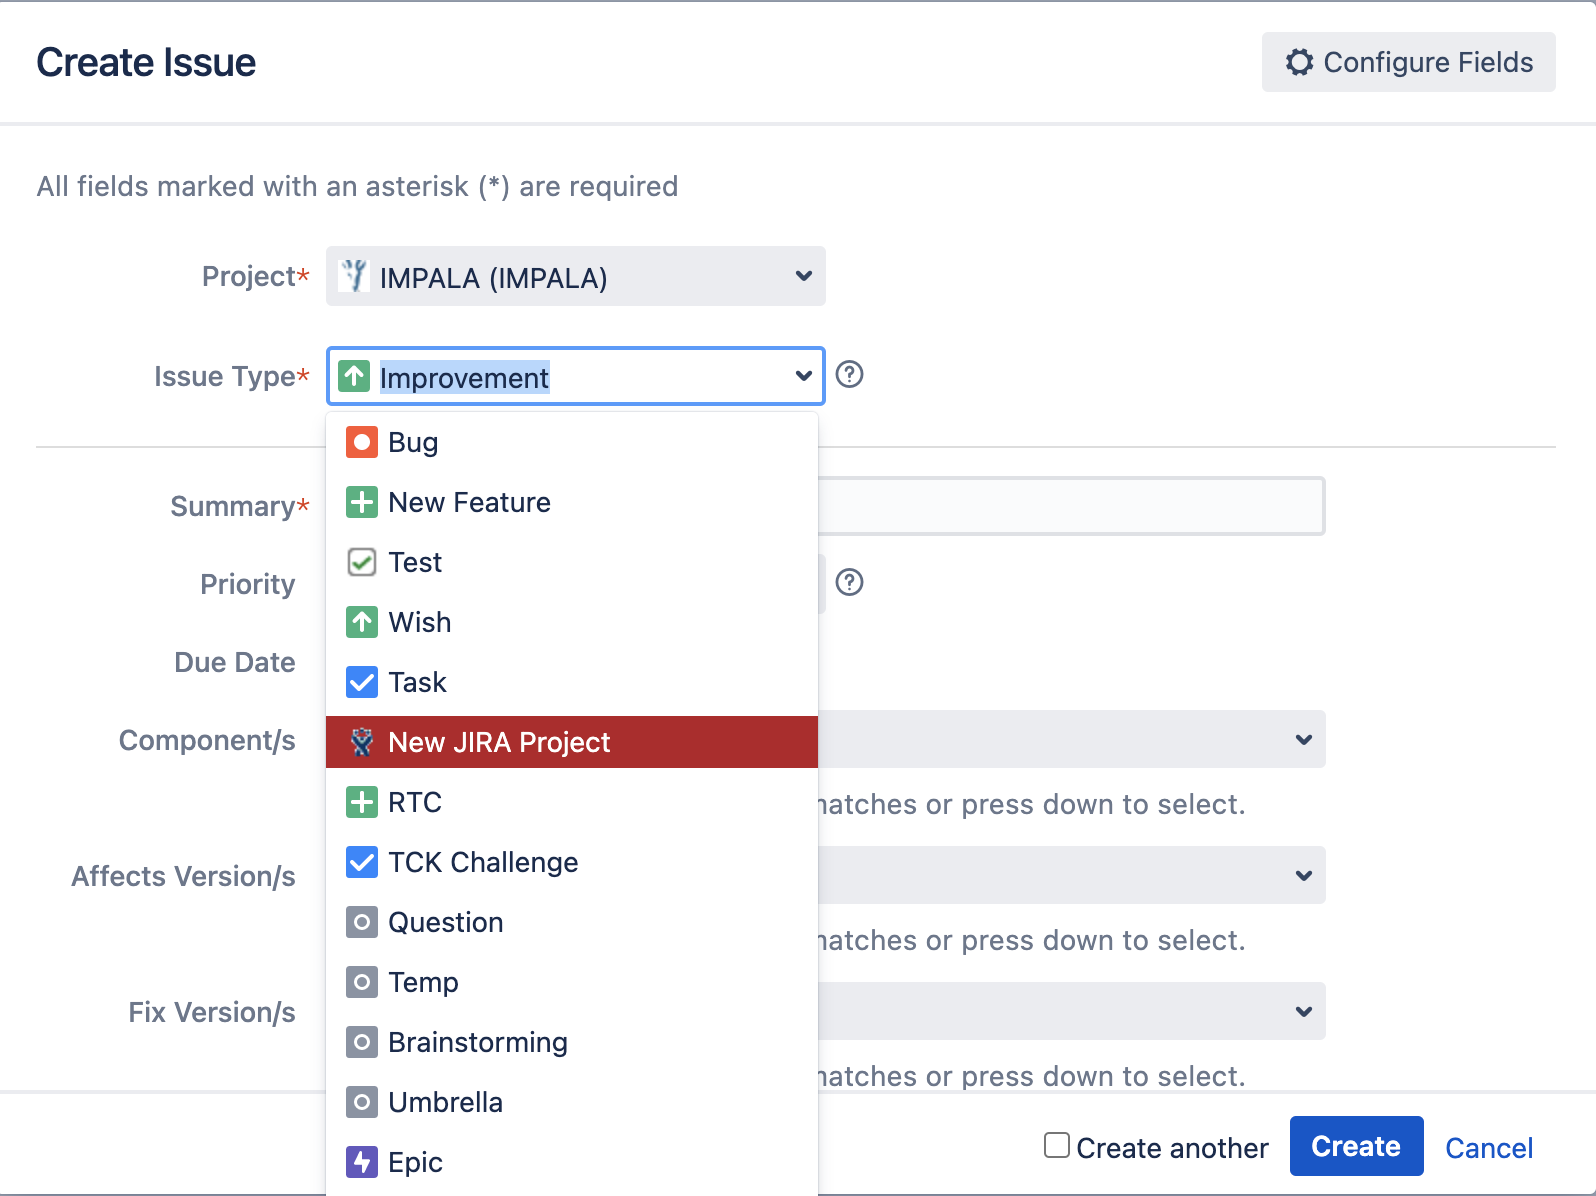 Create Issue
Configure Fields
All fields marked with an asterisk (*) are required
Project*
IMPALA (IMPALA)
Issue Type*
Improvement
Bug
New Feature
Summary*
Test
Priority
Wish
Due Date
Task
Component/s
New JIRA Project
RTC
or press down to select.
TCK Challenge
Affects Version/s
Question
or press down to select.
Temp
Fix Version/s
Brainstorming
or press down to select.
Umbrella
Epic
Create another
Create
Cancel